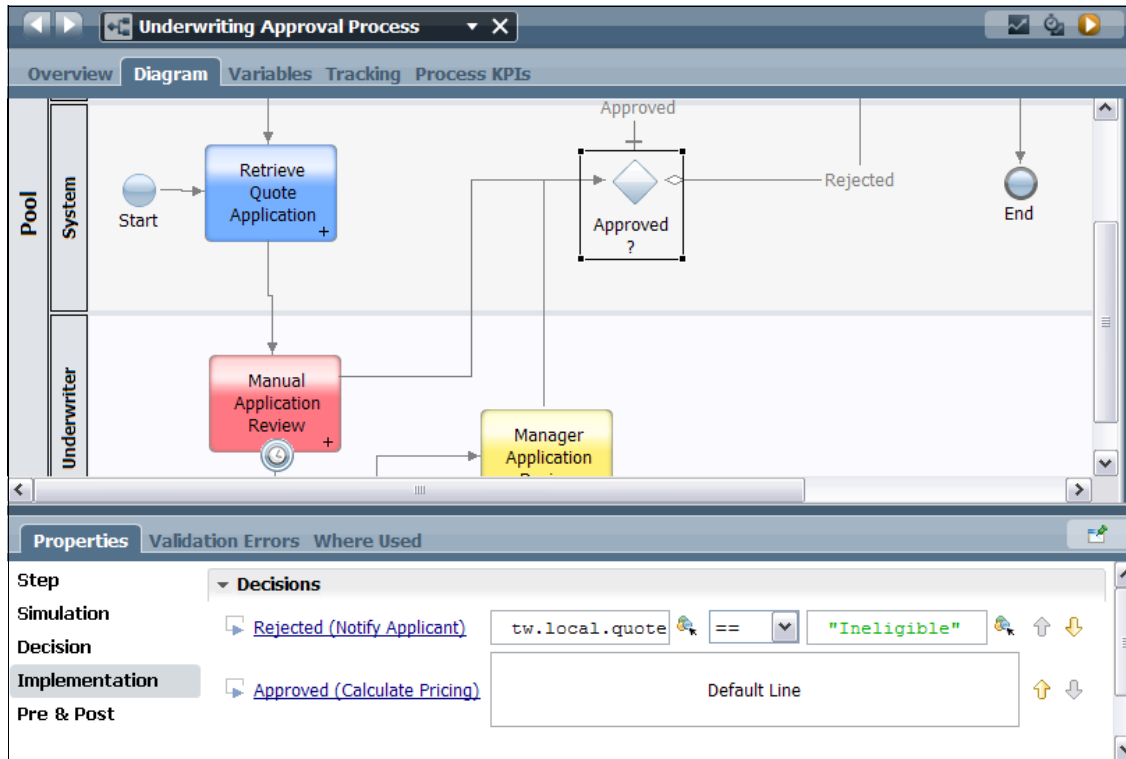 Underwriting Approval Process
Overview Diagram Variables Tracking Process KPIs
Pool
System
Underwriter
Approved
Start
Retrieve
Quote
Application
+
Approved
?
Rejected
End
Manual
Application
Review
+
Manager
Application
Properties Validation Errors Where Used
Step
Simulation
Decision
Implementation
Pre & Post
Decisions
Rejected (Notify Applicant) tw.local.quote == "Ineligible"
Approved (Calculate Pricing) Default Line